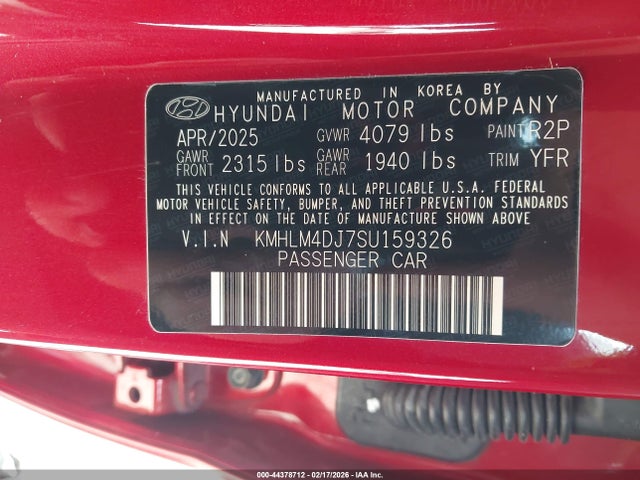 MANUFACTURED IN KOREA BY
HYUNDAI MOTOR COMPANY
APR/2025 GVWR 4079 lbs PAINT R2P
GAWR FRONT 2315 lbs GAWR REAR 1940 lbs TRIM YFR
THIS VEHICLE CONFORMS TO ALL APPLICABLE U.S.A. FEDERAL
MOTOR VEHICLE SAFETY, BUMPER, AND THEFT PREVENTION STANDARDS
IN EFFECT ON THE DATE OF MANUFACTURE SHOWN ABOVE
V.I.N KMHLM4DJ7SU159326
PASSENGER CAR
000-44378712 - 02/17/2026 - IAA Inc.